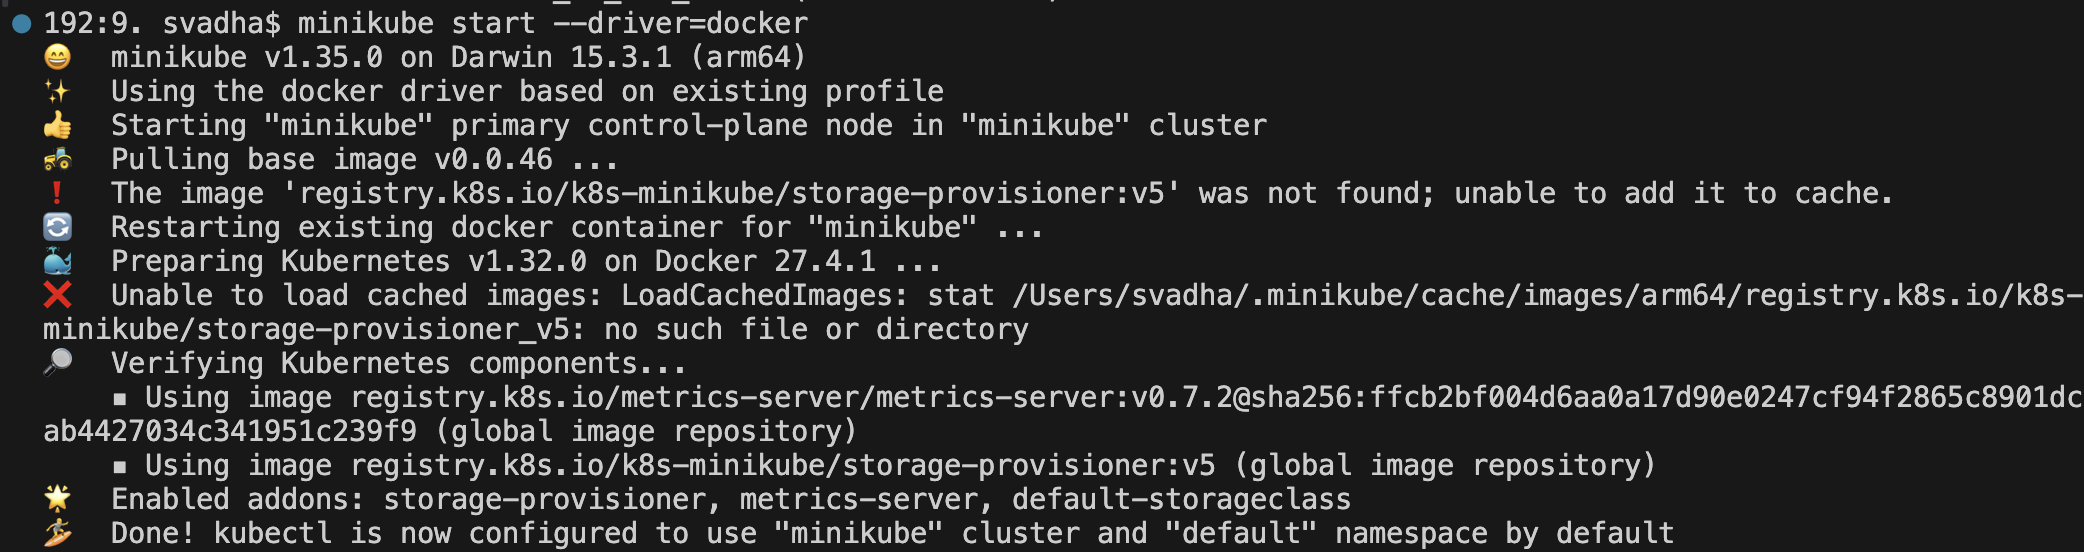 192:9. svadha$ minikube start --driver=docker
😄 minikube v1.35.0 on Darwin 15.3.1 (arm64)
✨ Using the docker driver based on existing profile
👍 Starting "minikube" primary control-plane node in "minikube" cluster
🚜 Pulling base image v0.0.46 ...
❗ The image 'registry.k8s.io/k8s-minikube/storage-provisioner:v5' was not found; unable to add it to cache.
🔄 Restarting existing docker container for "minikube" ...
🐳 Preparing Kubernetes v1.32.0 on Docker 27.4.1 ...
❌ Unable to load cached images: LoadCachedImages: stat /Users/svadha/.minikube/cache/images/arm64/registry.k8s.io/k8s-
minikube/storage-provisioner_v5: no such file or directory
🔎 Verifying Kubernetes components...
▪ Using image registry.k8s.io/metrics-server/metrics-server:v0.7.2@sha256:ffcb2bf004d6aa0a17d90e0247cf94f2865c8901dc
ab4427034c341951c239f9 (global image repository)
▪ Using image registry.k8s.io/k8s-minikube/storage-provisioner:v5 (global image repository)
🌟 Enabled addons: storage-provisioner, metrics-server, default-storageclass
🏄 Done! kubectl is now configured to use "minikube" cluster and "default" namespace by default